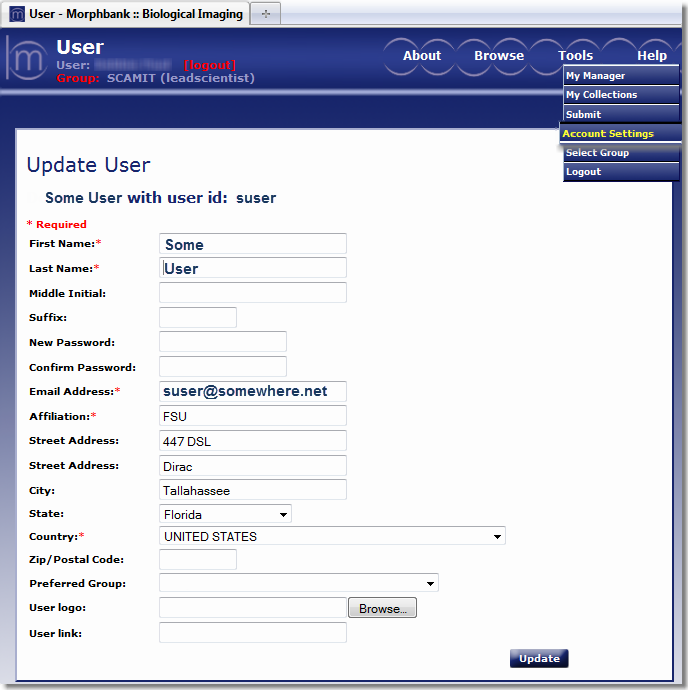 User - Morphbank :: Biological Imaging
User
User: [logout]
Group: SCAMIT (leadscientist)
About Browse Tools Help
My Manager
My Collections
Submit
Account Settings
Select Group
Logout
Update User
Some User with user id: suser
* Required
First Name:* Some
Last Name:* User
Middle Initial:
Suffix:
New Password:
Confirm Password:
Email Address:* suser@somewhere.net
Affiliation:* FSU
Street Address: 447 DSL
Street Address: Dirac
City: Tallahassee
State: Florida
Country:* UNITED STATES
Zip/Postal Code:
Preferred Group:
User logo: Browse...
User link:
Update